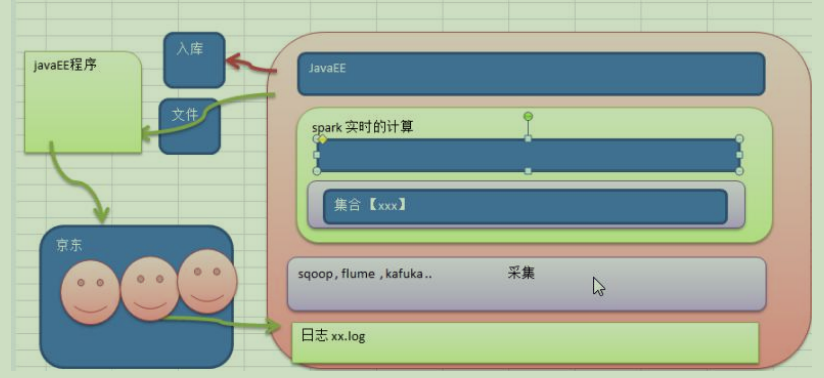 入库
javaEE程序
JavaEE
文件
spark 实时的计算
集合【xxx】
京东
sqoop , flume , kafuka .. 采集
日志 xx.log